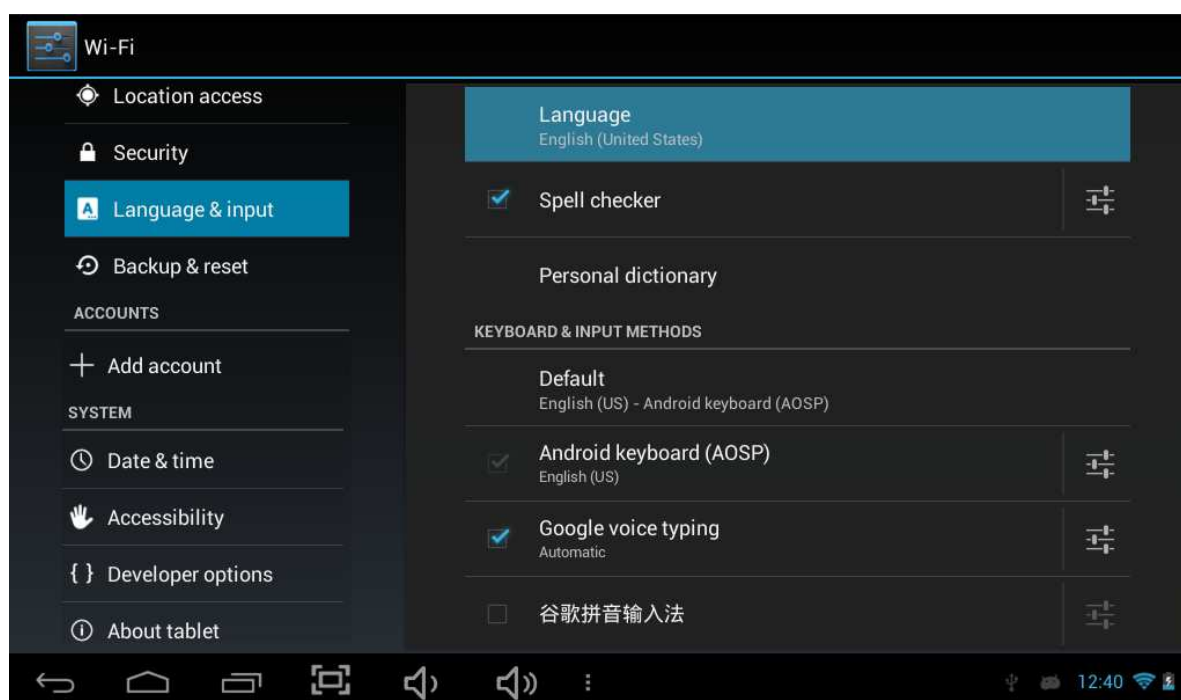 Wi-Fi
Location access
Security
Language & input
Backup & reset
ACCOUNTS
Add account
SYSTEM
Date & time
Accessibility
{ } Developer options
About tablet
Language
English (United States)
Spell checker
Personal dictionary
KEYBOARD & INPUT METHODS
Default
English (US) - Android keyboard (AOSP)
Android keyboard (AOSP)
English (US)
Google voice typing
Automatic
谷歌拼音输入法
12:40